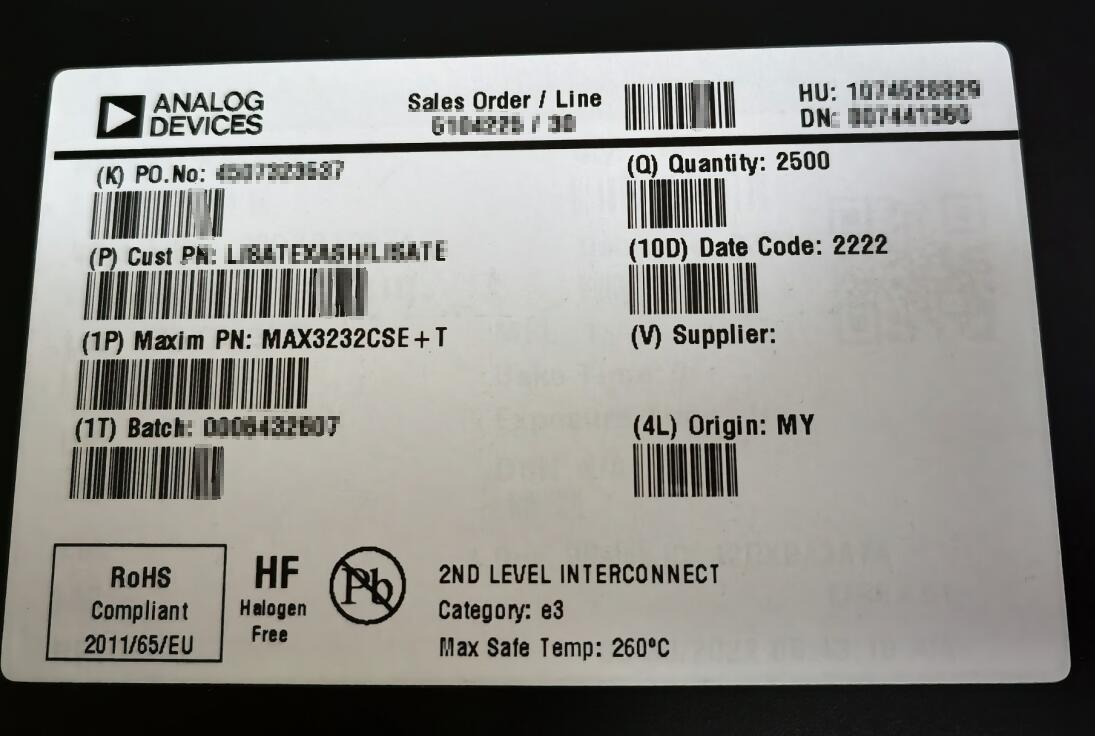 ANALOG
DEVICES
Sales Order / Line
HU:
DN:
(K) PO.No:
(Q) Quantity: 2500
(P) Cust PN:
(10D) Date Code: 2222
(1P) Maxim PN: MAX3232CSE+T
(V) Supplier:
(1T) Batch:
(4L) Origin: MY
RoHS
Compliant
2011/65/EU
HF
Halogen
Free
Pb
2ND LEVEL INTERCONNECT
Category: e3
Max Safe Temp: 260ºC